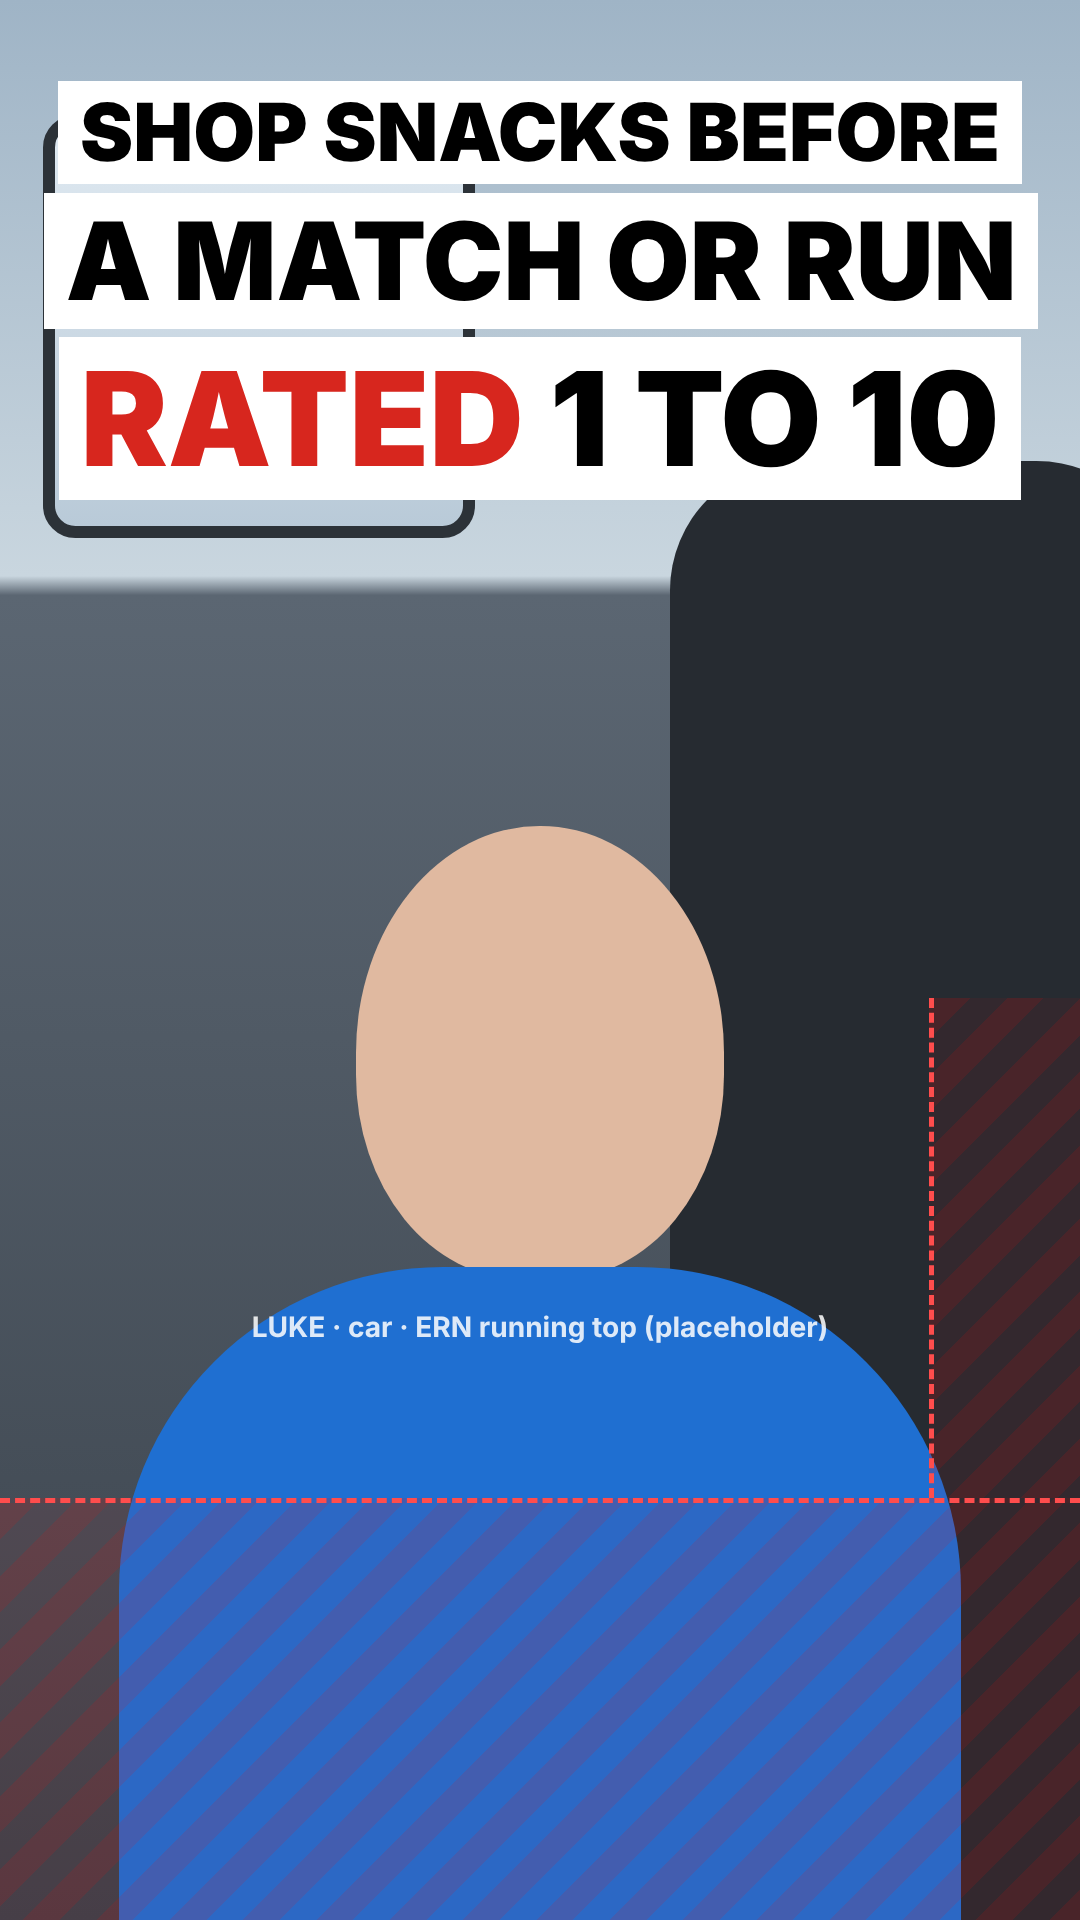 SHOP SNACKS BEFORE
A MATCH OR RUN
RATED 1 TO 10
LUKE · car · ERN running top (placeholder)